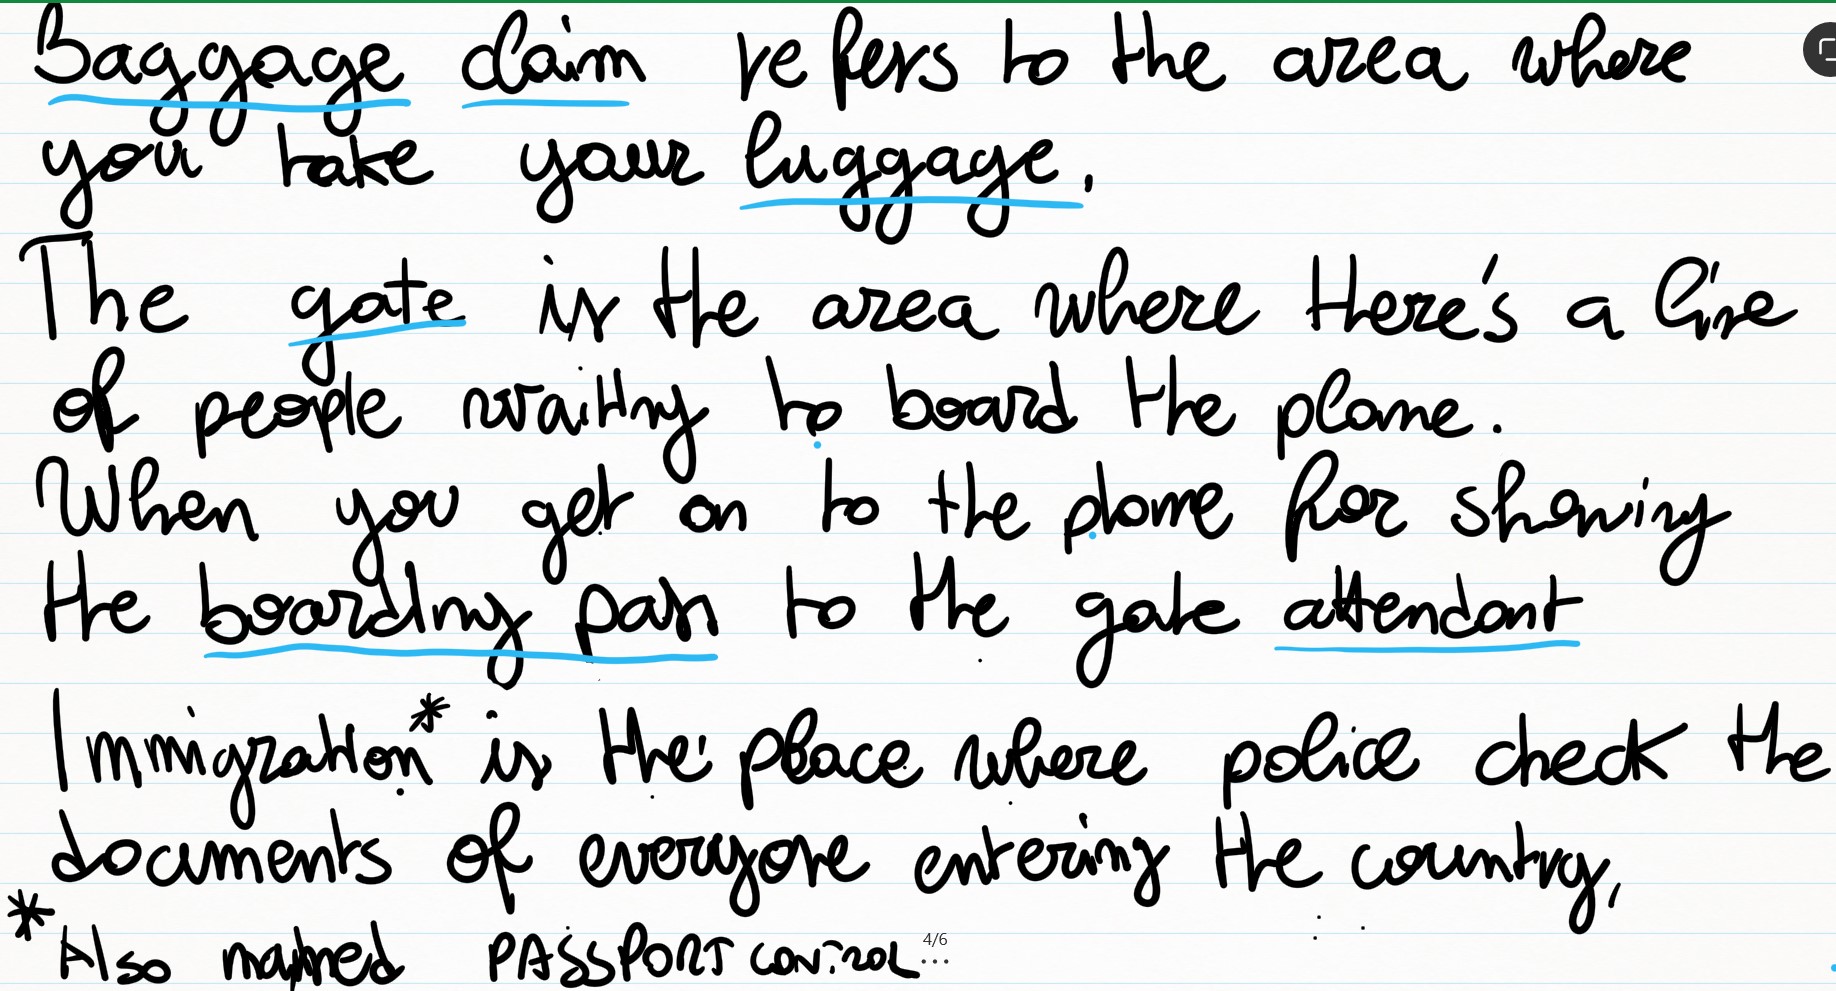 Baggage claim refers to the area where
you take your luggage.
The gate is the area where there's a line
of people waiting to board the plane.
When you get on to the plane for showing
the boarding pass to the gate attendant
Immigration* is the place where police check the
documents of everyone entering the country,
* Also named PASSPORT CONTROL
4/6